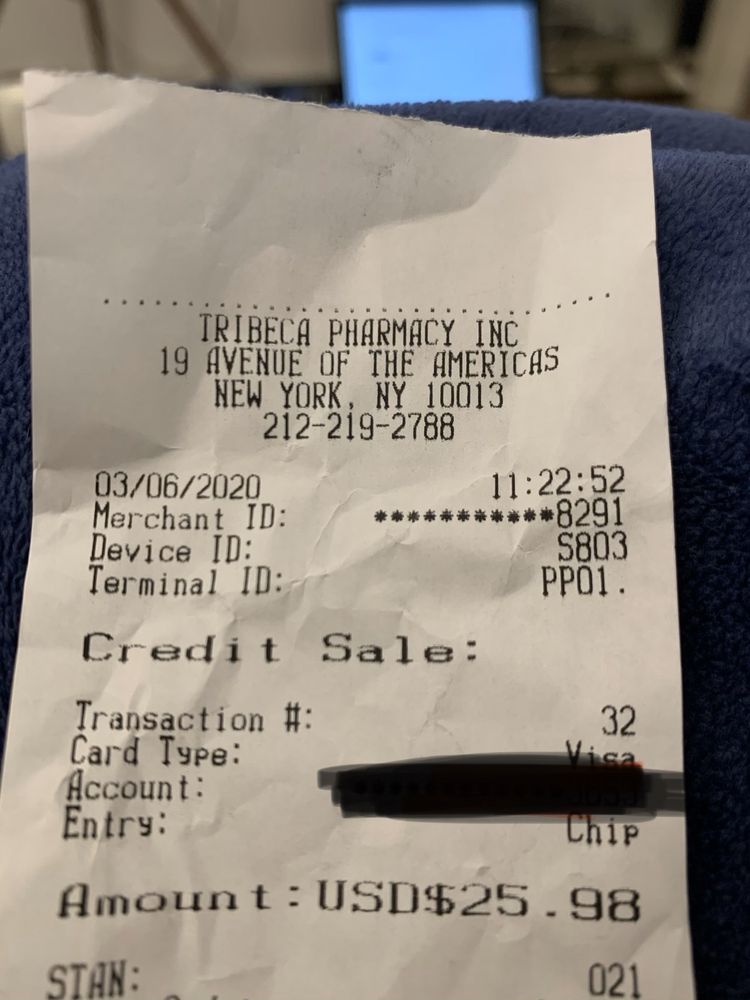 TRIBECA PHARMACY INC
19 AVENUE OF THE AMERICAS
NEW YORK, NY 10013
212-219-2788
03/06/2020 11:22:52
Merchant ID: ***********8291
Device ID: S803
Terminal ID: PP01.
Credit Sale:
Transaction #: 32
Card Type: Visa
Account:
Entry: Chip
Amount: USD$25.98
STAN: 021